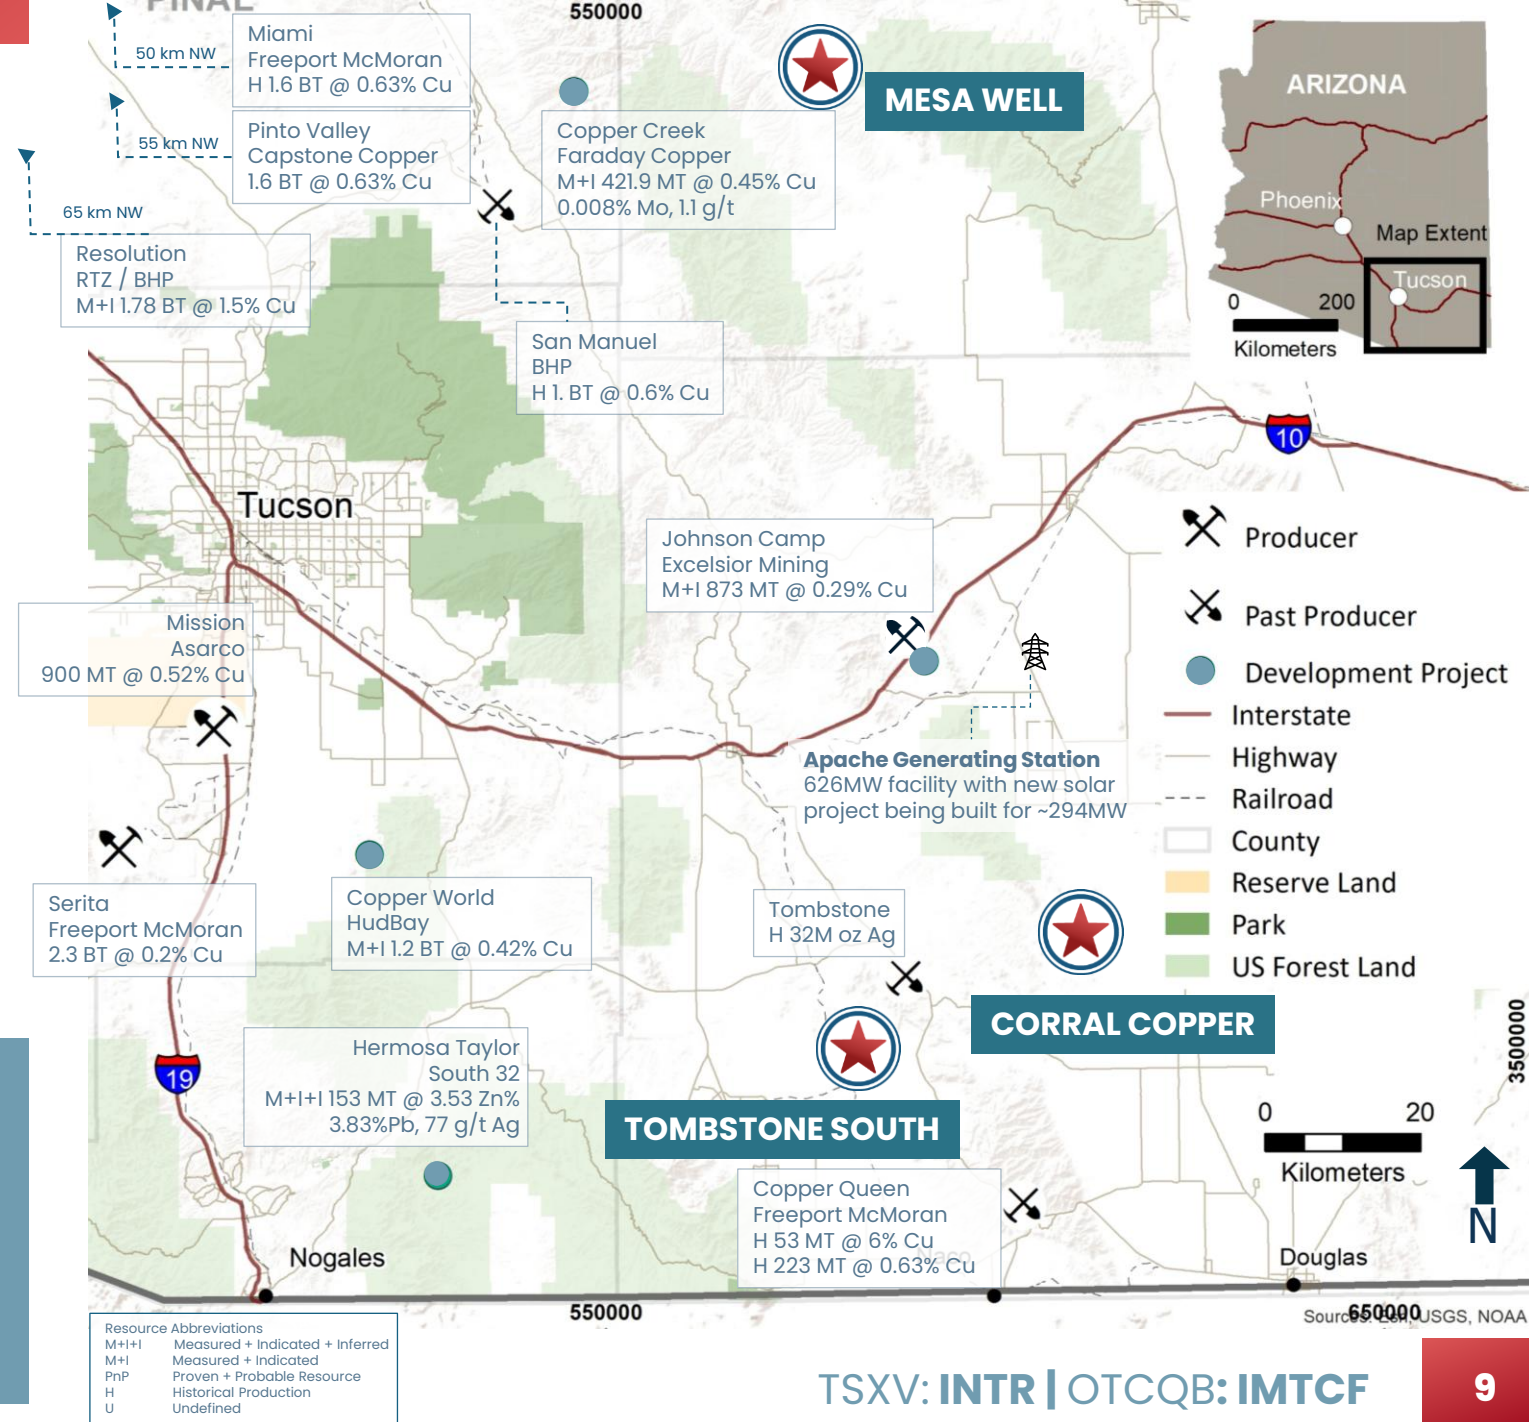 PINAL
550000
50 km NW
Miami
Freeport McMoran
H 1.6 BT @ 0.63% Cu
55 km NW
Pinto Valley
Capstone Copper
1.6 BT @ 0.63% Cu
65 km NW
Resolution
RTZ / BHP
M+I 1.78 BT @ 1.5% Cu
Copper Creek
Faraday Copper
M+I 421.9 MT @ 0.45% Cu
0.008% Mo, 1.1 g/t
MESA WELL
ARIZONA
Phoenix
Map Extent
Tucson
0 200
Kilometers
San Manuel
BHP
H 1. BT @ 0.6% Cu
10
Tucson
Johnson Camp
Excelsior Mining
M+I 873 MT @ 0.29% Cu
Mission
Asarco
900 MT @ 0.52% Cu
Apache Generating Station
626MW facility with new solar
project being built for ~294MW
Producer
Past Producer
Development Project
Interstate
Highway
Railroad
County
Reserve Land
Park
US Forest Land
Serita
Freeport McMoran
2.3 BT @ 0.2% Cu
Copper World
HudBay
M+I 1.2 BT @ 0.42% Cu
Tombstone
H 32M oz Ag
CORRAL COPPER
3500000
19
Hermosa Taylor
South 32
M+I+I 153 MT @ 3.53 Zn%
3.83%Pb, 77 g/t Ag
TOMBSTONE SOUTH
0 20
Kilometers
N
Copper Queen
Freeport McMoran
H 53 MT @ 6% Cu
H 223 MT @ 0.63% Cu
Naco
Nogales
Douglas
550000
650000
Sources: Esri, USGS, NOAA
Resource Abbreviations
M+I+I Measured + Indicated + Inferred
M+I Measured + Indicated
PnP Proven + Probable Resource
H Historical Production
U Undefined
TSXV: INTR | OTCQB: IMTCF
9